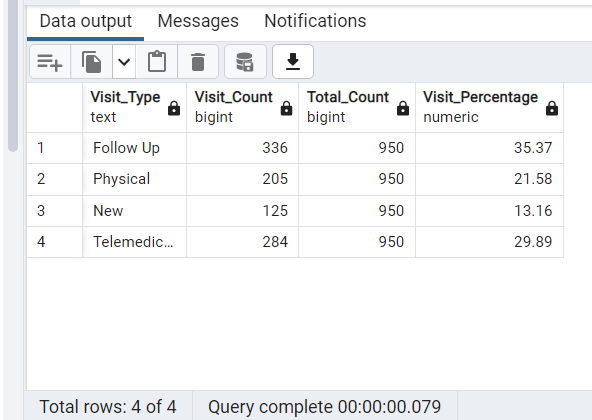 Data output Messages Notifications
Visit_Type Visit_Count Total_Count Visit_Percentage
text bigint bigint numeric
1 Follow Up 336 950 35.37
2 Physical 205 950 21.58
3 New 125 950 13.16
4 Telemedic... 284 950 29.89
Total rows: 4 of 4 Query complete 00:00:00.079